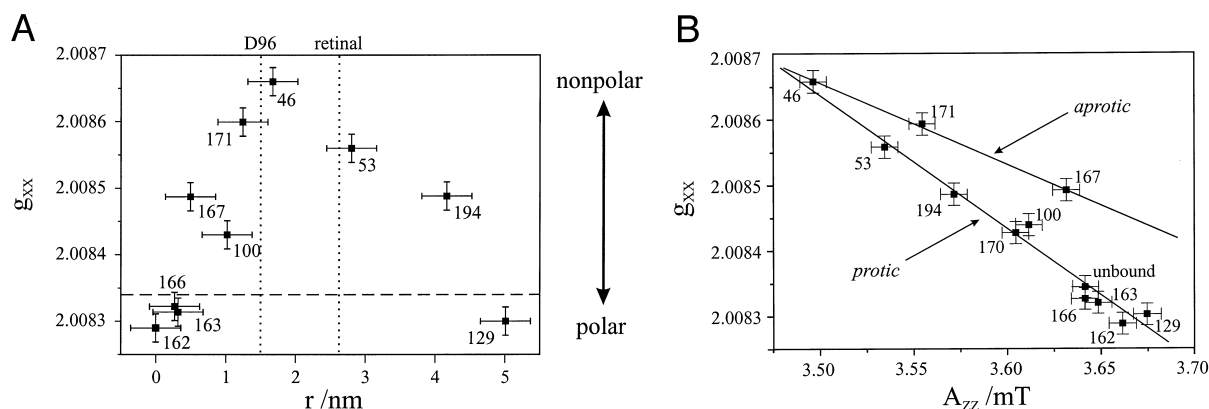 A
D96 retinal
2.0087
2.0086
2.0085
2.0084
2.0083
gXX
46
171
53
167
194
100
166
163
162
129
0 1 2 3 4 5
r /nm
nonpolar
polar
B
2.0087
2.0086
2.0085
2.0084
2.0083
gXX
46
171
aprotic
53
167
194
100
170
protic
unbound
163
166
162
129
3.50 3.55 3.60 3.65 3.70
AZZ /mT